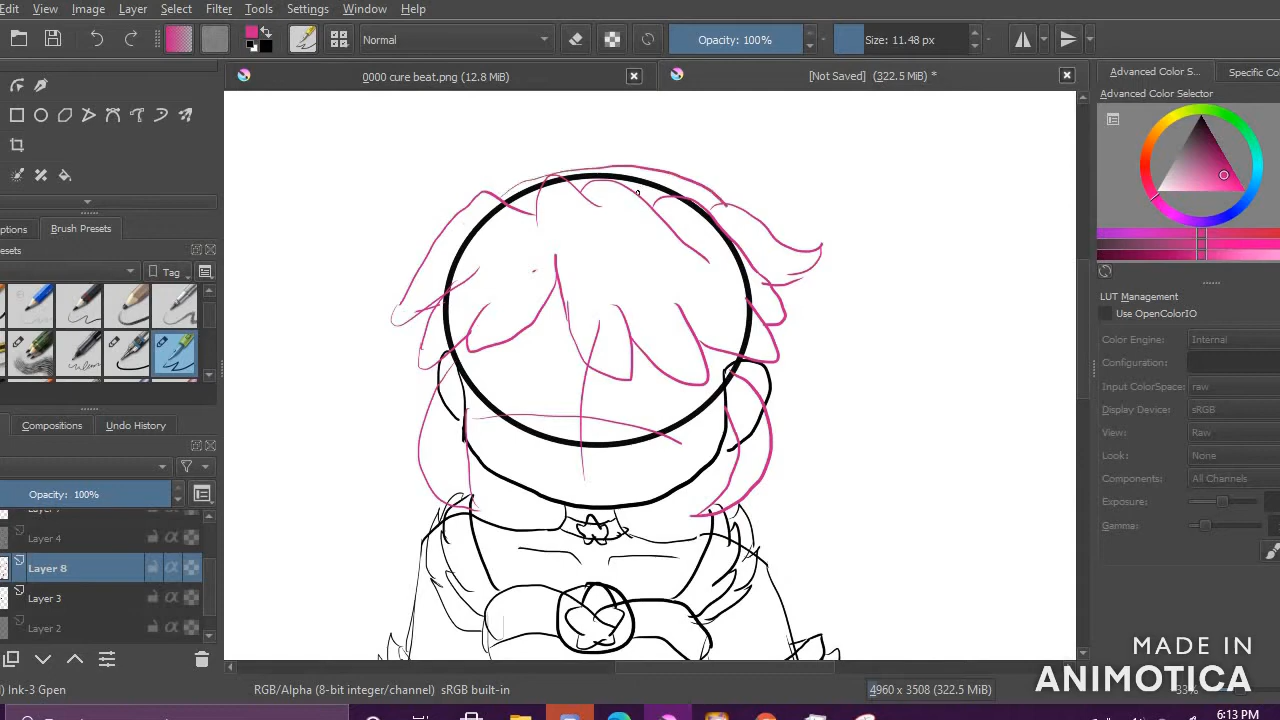 Edit View Image Layer Select Filter Tools Settings Window Help
Normal Opacity: 100% Size: 11.48 px
0000 cure beat.png (12.8 MiB) [Not Saved] (322.5 MiB) *
Advanced Color S... Specific Co
Advanced Color Selector
ptions Brush Presets
esets
Tag
LUT Management
Use OpenColorIO
Color Engine: Internal
Configuration:
Input ColorSpace: raw
Display Device: sRGB
View: Raw
Look: None
Components: All Channels
Exposure:
Gamma:
Compositions Undo History
Opacity: 100%
Layer 4
Layer 8
Layer 3
Layer 2
) Ink-3 Gpen
RGB/Alpha (8-bit integer/channel) sRGB built-in
4960 x 3508 (322.5 MiB)
33%
MADE IN
ANIMOTICA
6:13 PM